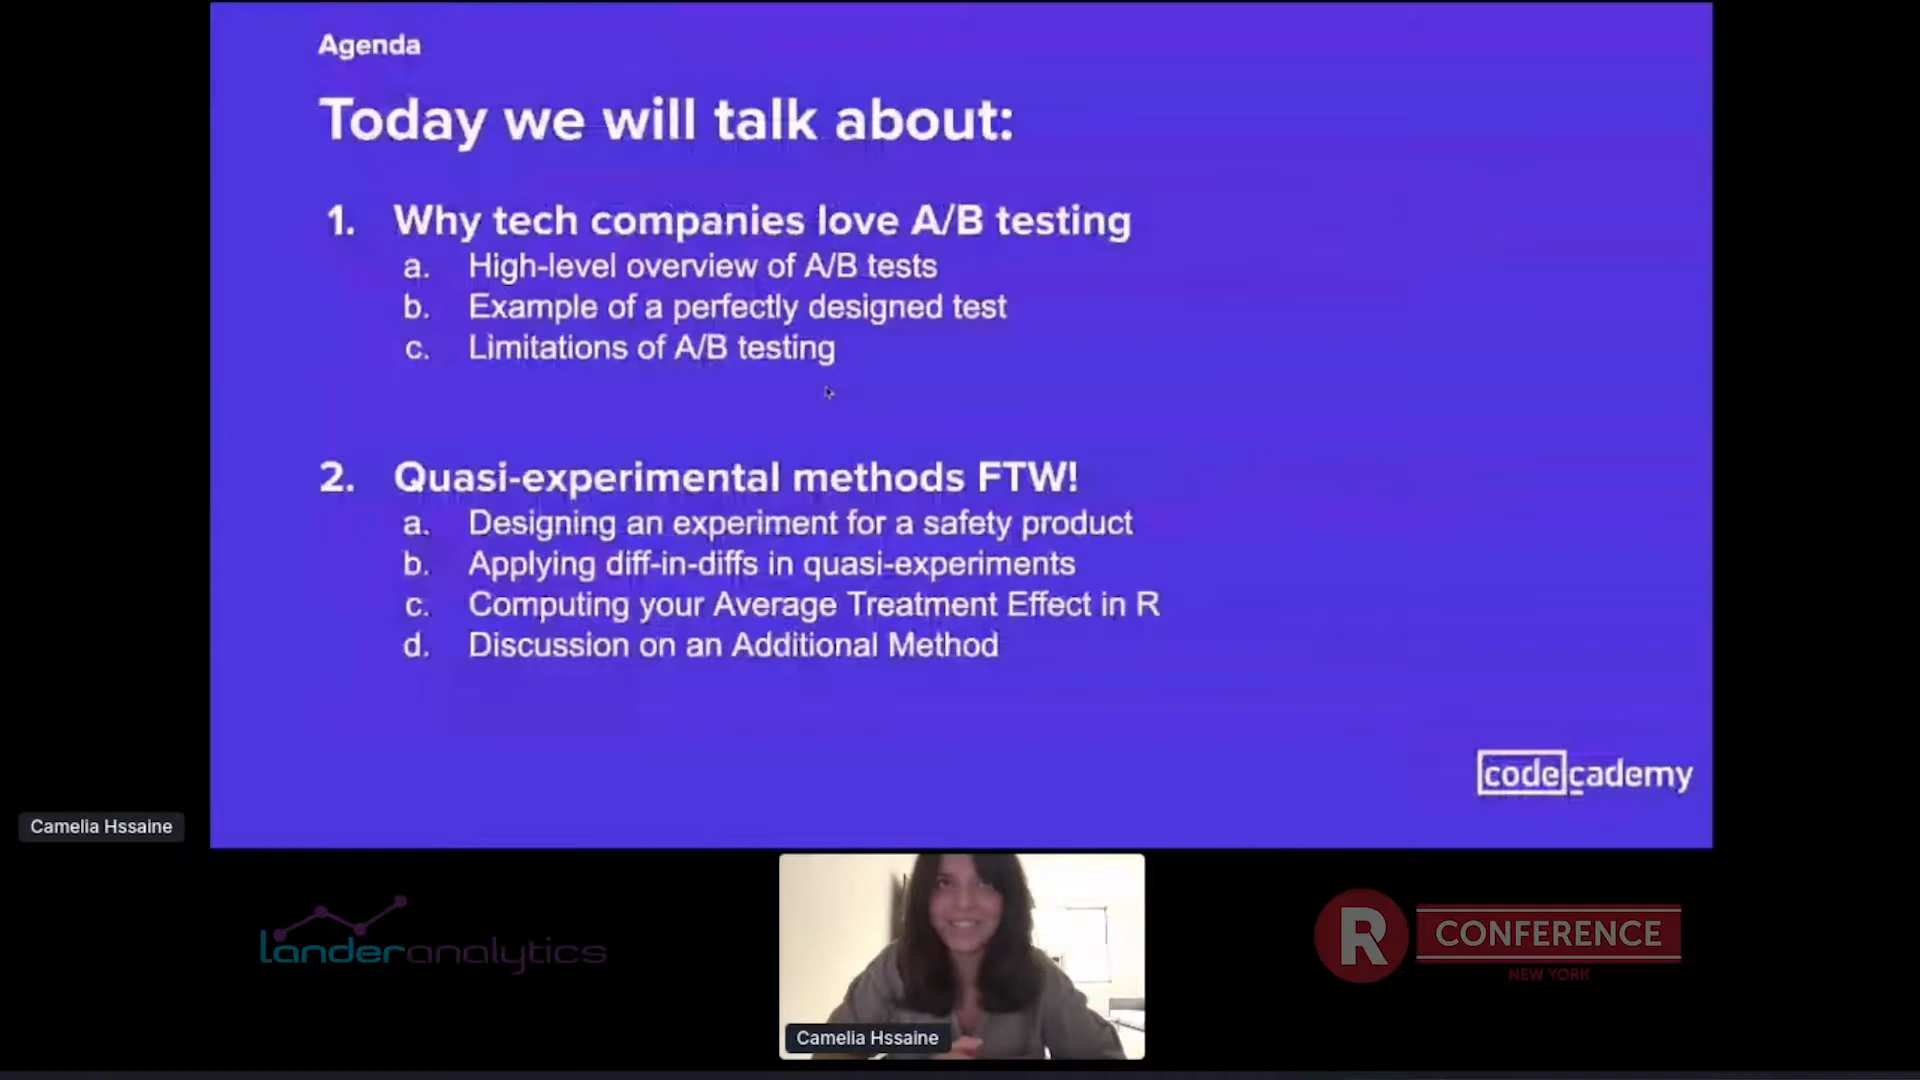 Agenda
Today we will talk about:
1. Why tech companies love A/B testing
a. High-level overview of A/B tests
b. Example of a perfectly designed test
c. Limitations of A/B testing
2. Quasi-experimental methods FTW!
a. Designing an experiment for a safety product
b. Applying diff-in-diffs in quasi-experiments
c. Computing your Average Treatment Effect in R
d. Discussion on an Additional Method
codecademy
Camelia Hssaine
landeranalytics
Camelia Hssaine
R CONFERENCE
NEW YORK